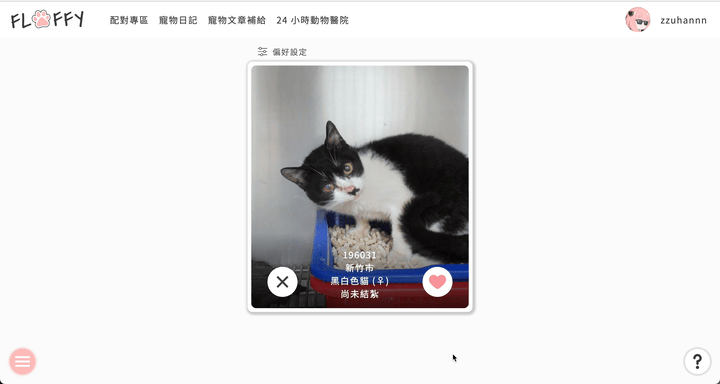 FLOFFY
配對專區 寵物日記 寵物文章補給 24 小時動物醫院
zzuhannn
偏好設定
196031
新竹市
黑白色貓 (♀)
尚未結紮
?